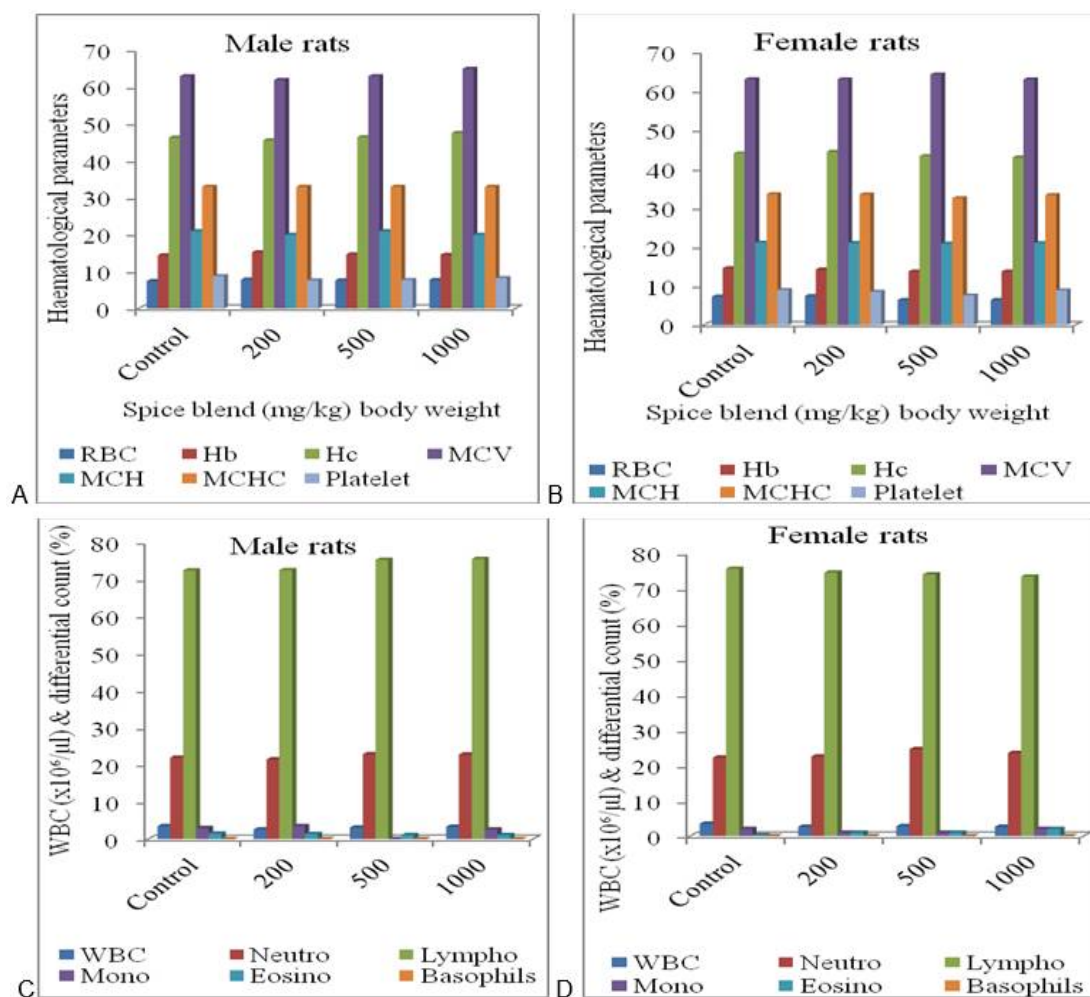 Male rats
Haematological parameters
70
60
50
40
30
20
10
0
Control 200 500 1000
Spice blend (mg/kg) body weight
RBC Hb Hc MCV
MCH MCHC Platelet
A
Female rats
Haematological parameters
70
60
50
40
30
20
10
0
Control 200 500 1000
Spice blend (mg/kg) body weight
RBC Hb Hc MCV
MCH MCHC Platelet
B
Male rats
WBC (x10⁶/µl) & differential count (%)
80
70
60
50
40
30
20
10
0
Control 200 500 1000
WBC Neutro Lympho
Mono Eosino Basophils
C
Female rats
WBC (x10⁶/µl) & differential count (%)
80
70
60
50
40
30
20
10
0
Control 200 500 1000
WBC Neutro Lympho
Mono Eosino Basophils
D